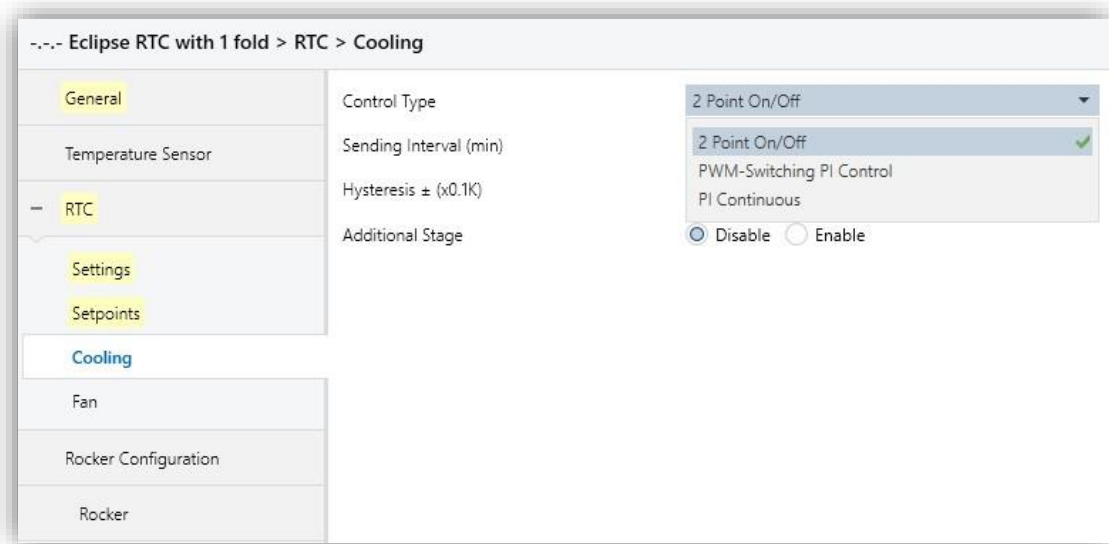 -.-.- Eclipse RTC with 1 fold > RTC > Cooling
General
Temperature Sensor
RTC
Settings
Setpoints
Cooling
Fan
Rocker Configuration
Rocker
Control Type
2 Point On/Off
2 Point On/Off
PWM-Switching PI Control
PI Continuous
Sending Interval (min)
Hysteresis ± (x0.1K)
Additional Stage
Disable Enable